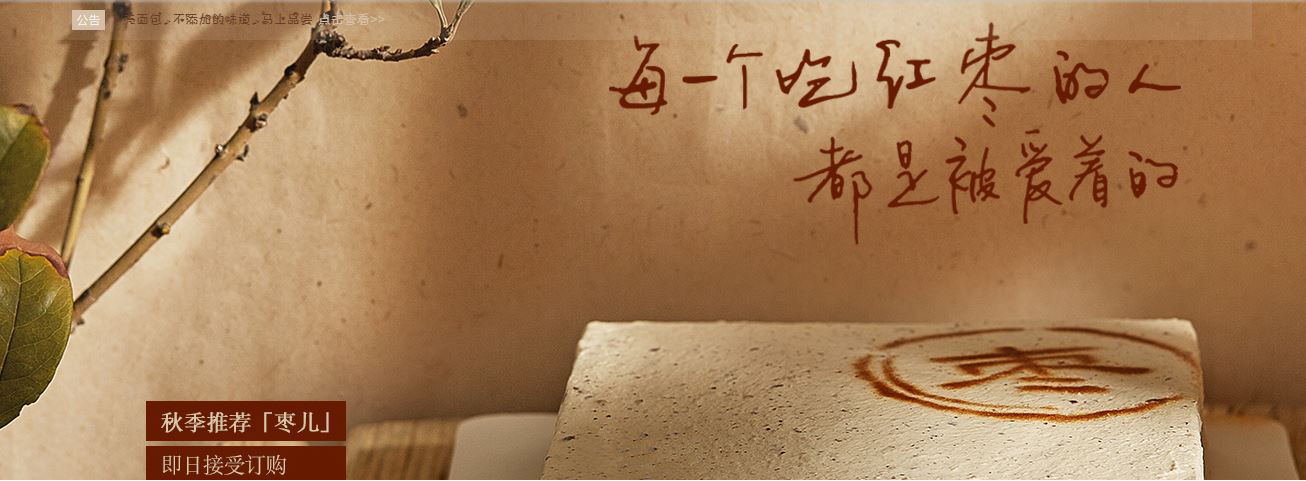 公告 亮面包，不添加的味道，马上品尝 点击查看>>
每一个吃红枣的人
都是被爱着的
枣
秋季推荐「枣儿」
即日接受订购